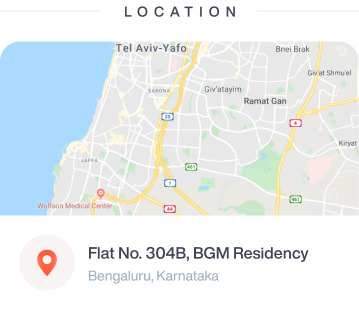 LOCATION
Tel Aviv-Yafo
Bnei Brak
Giv'at Shmu'el
SARONA
Giv'atayim
Ramat Gan
20
4
Kiryat
JAFFA
461
1
461
Wolfson Medical Center
44
Flat No. 304B, BGM Residency
Bengaluru, Karnataka